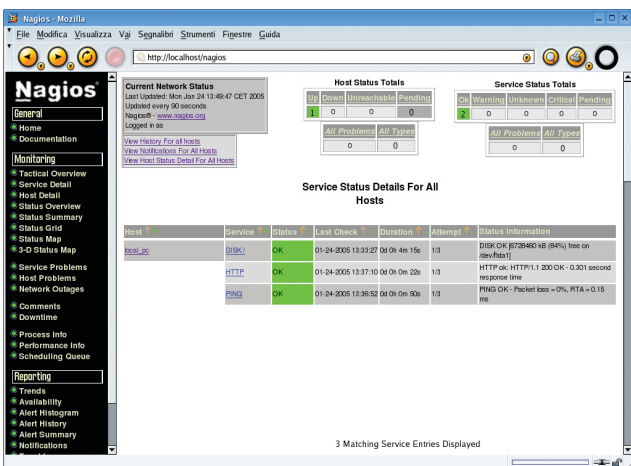 Nagios - Mozilla
File Modifica Visualizza Vai Segnalibri Strumenti Finestre Guida
http://localhost/nagios
Nagios®
General
Home
Documentation
Monitoring
Tactical Overview
Service Detail
Host Detail
Status Overview
Status Summary
Status Grid
Status Map
3-D Status Map
Service Problems
Host Problems
Network Outages
Comments
Downtime
Process Info
Performance Info
Scheduling Queue
Reporting
Trends
Availability
Alert Histogram
Alert History
Alert Summary
Notifications
Current Network Status
Last Updated: Mon Jan 24 13:49:47 CET 2005
Updated every 90 seconds
Nagios® - www.nagios.org
Logged in as
View History For all hosts
View Notifications For All Hosts
View Host Status Detail For All Hosts
Host Status Totals
Up Down Unreachable Pending
1 0 0 0
All Problems All Types
0 0
Service Status Totals
Ok Warning Unknown Critical Pending
2 0 0 0 0
All Problems All Types
0 0
Service Status Details For All
Hosts
Host Service Status Last Check Duration Attempt Status Information
local_pc DISK / OK 01-24-2005 13:33:27 0d 0h 4m 15s 1/3 DISK OK [6728460 kB (84%) free on
/dev/hda1]
HTTP OK 01-24-2005 13:37:10 0d 0h 0m 22s 1/3 HTTP ok: HTTP/1.1 200 OK - 0.301 second
response time
PING OK 01-24-2005 13:36:52 0d 0h 0m 50s 1/3 PING OK - Packet loss = 0%, RTA = 0.15
ms
3 Matching Service Entries Displayed